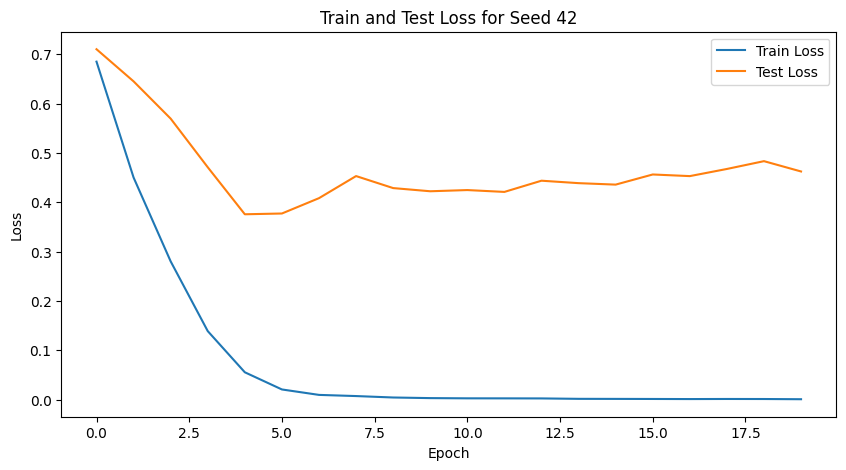 Train and Test Loss for Seed 42
Train Loss
Test Loss
0.7
0.6
0.5
0.4
0.3
0.2
0.1
0.0
Loss
0.0 2.5 5.0 7.5 10.0 12.5 15.0 17.5
Epoch